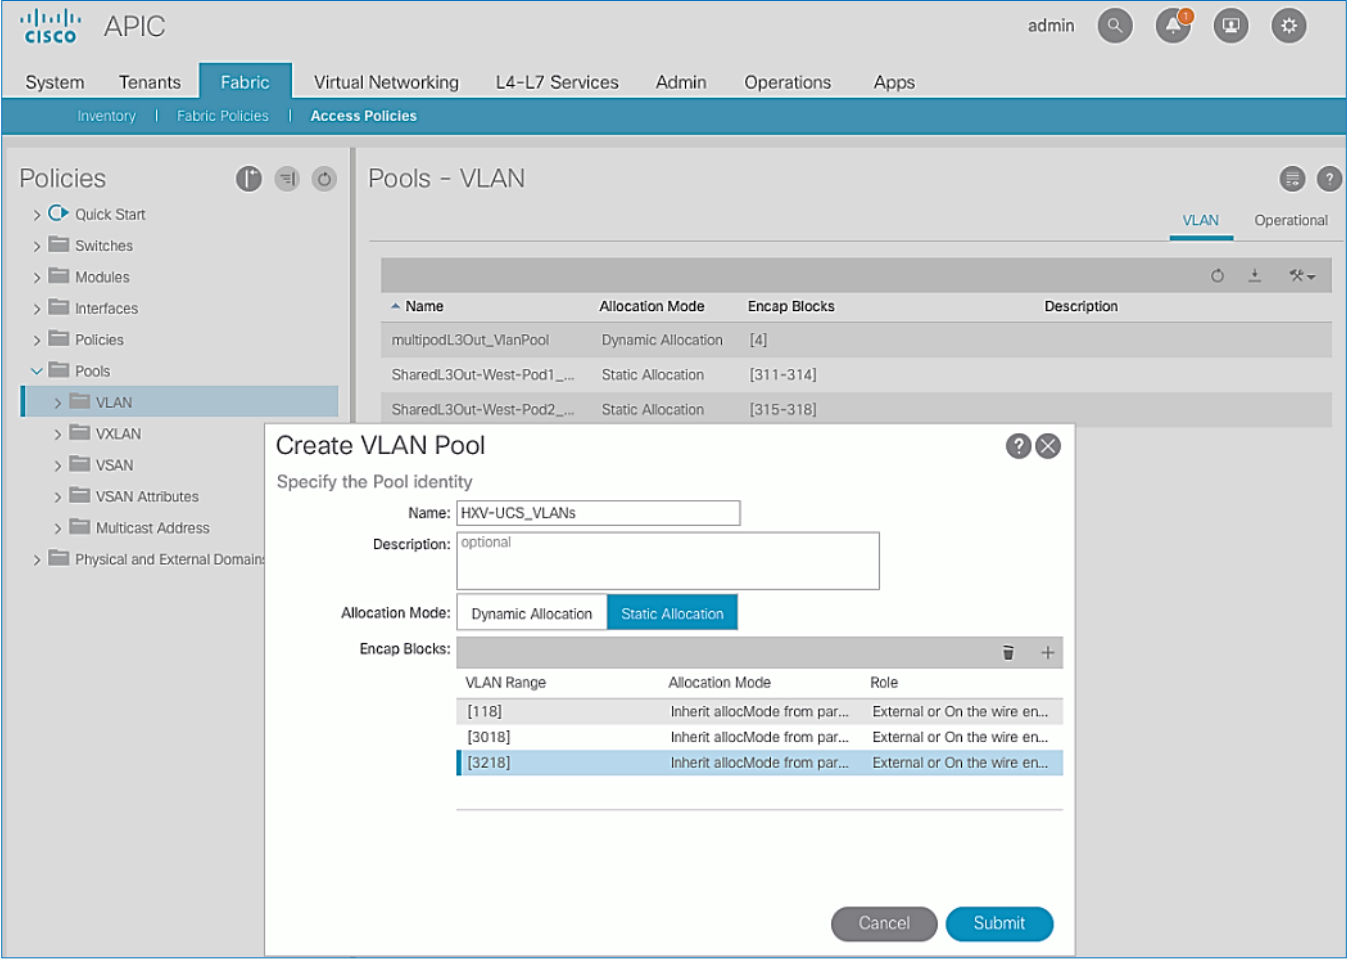 cisco APIC admin 1
System Tenants Fabric Virtual Networking L4-L7 Services Admin Operations Apps
Inventory | Fabric Policies | Access Policies
Policies
Quick Start
Switches
Modules
Interfaces
Policies
Pools
VLAN
VXLAN
VSAN
VSAN Attributes
Multicast Address
Physical and External Domains
Pools - VLAN ?
VLAN Operational
Name Allocation Mode Encap Blocks Description
multipodL3Out_VlanPool Dynamic Allocation [4]
SharedL3Out-West-Pod1_... Static Allocation [311-314]
SharedL3Out-West-Pod2_... Static Allocation [315-318]
Create VLAN Pool ?
Specify the Pool identity
Name: HXV-UCS_VLANs
Description: optional
Allocation Mode: Dynamic Allocation Static Allocation
Encap Blocks:
VLAN Range Allocation Mode Role
[118] Inherit allocMode from par... External or On the wire en...
[3018] Inherit allocMode from par... External or On the wire en...
[3218] Inherit allocMode from par... External or On the wire en...
Cancel Submit